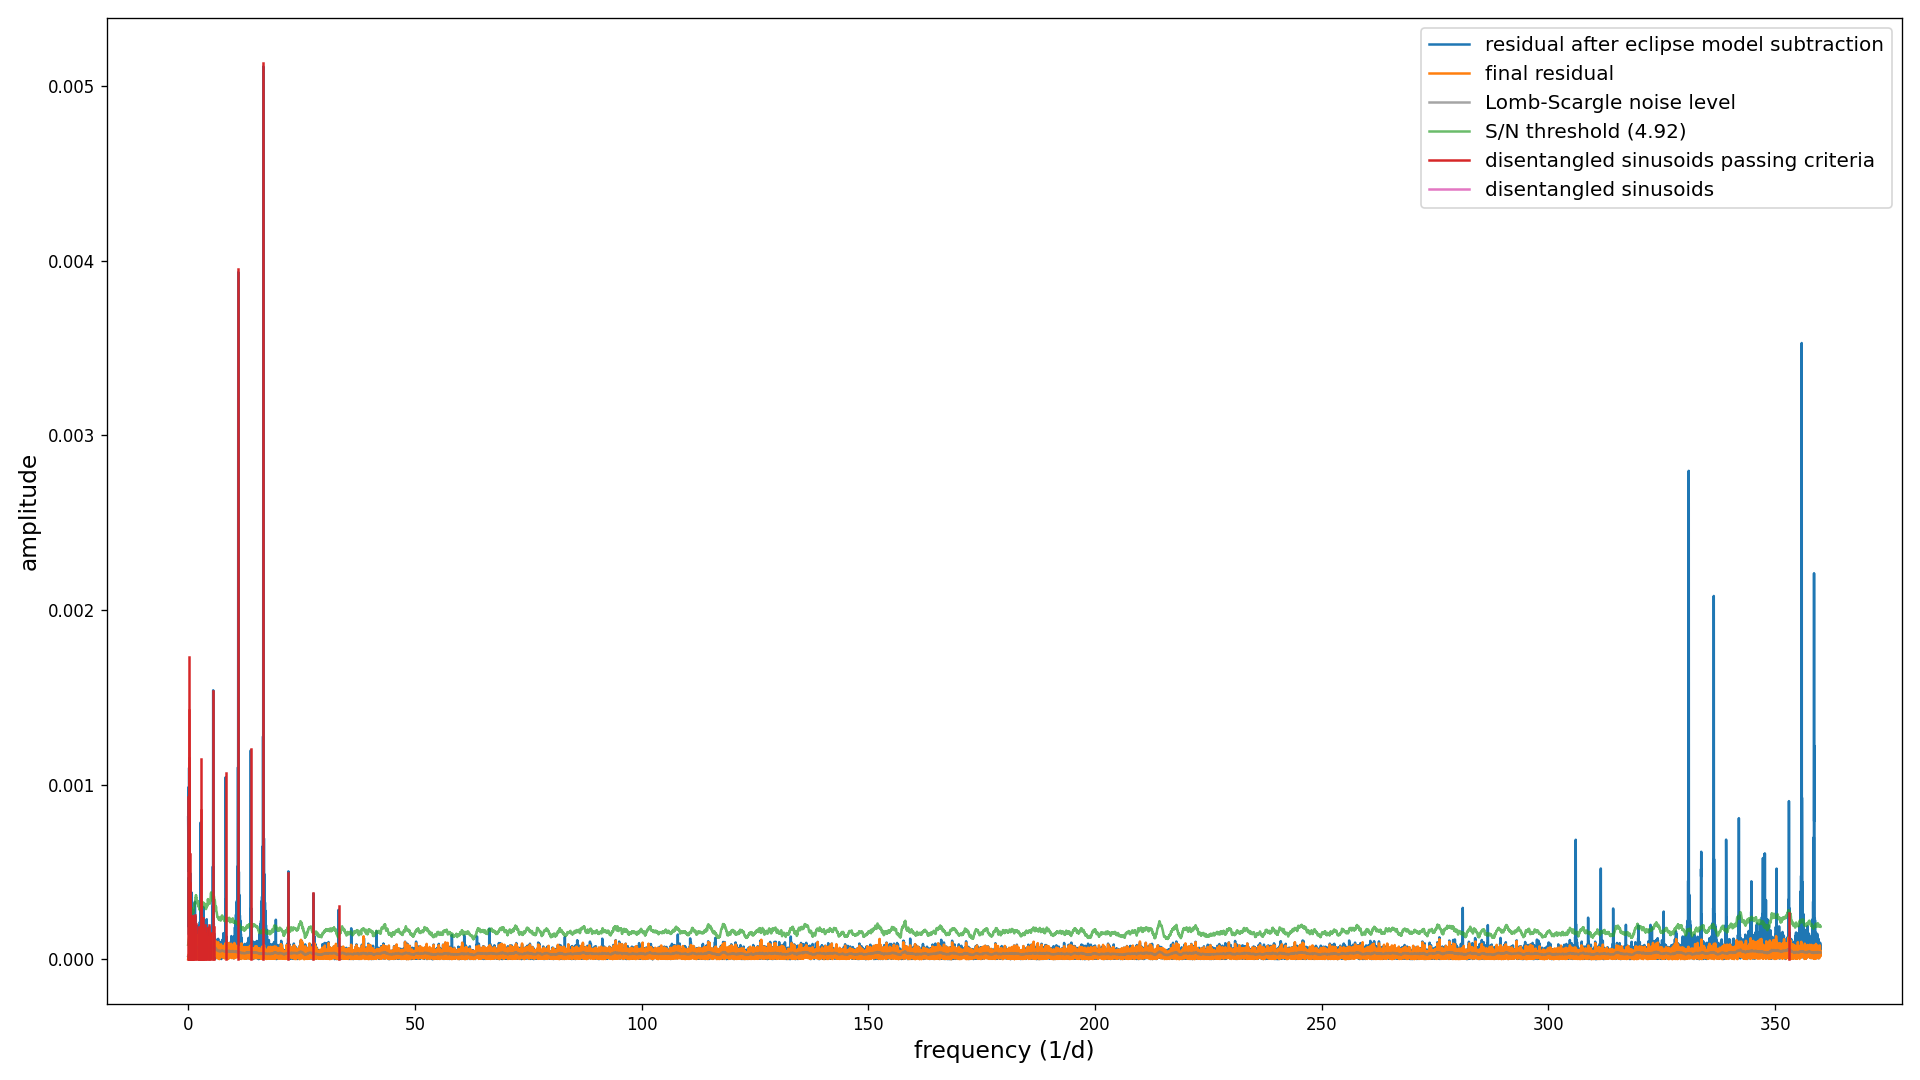 residual after eclipse model subtraction
final residual
Lomb-Scargle noise level
S/N threshold (4.92)
disentangled sinusoids passing criteria
disentangled sinusoids
0.005
0.004
0.003
0.002
0.001
0.000
amplitude
0 50 100 150 200 250 300 350
frequency (1/d)